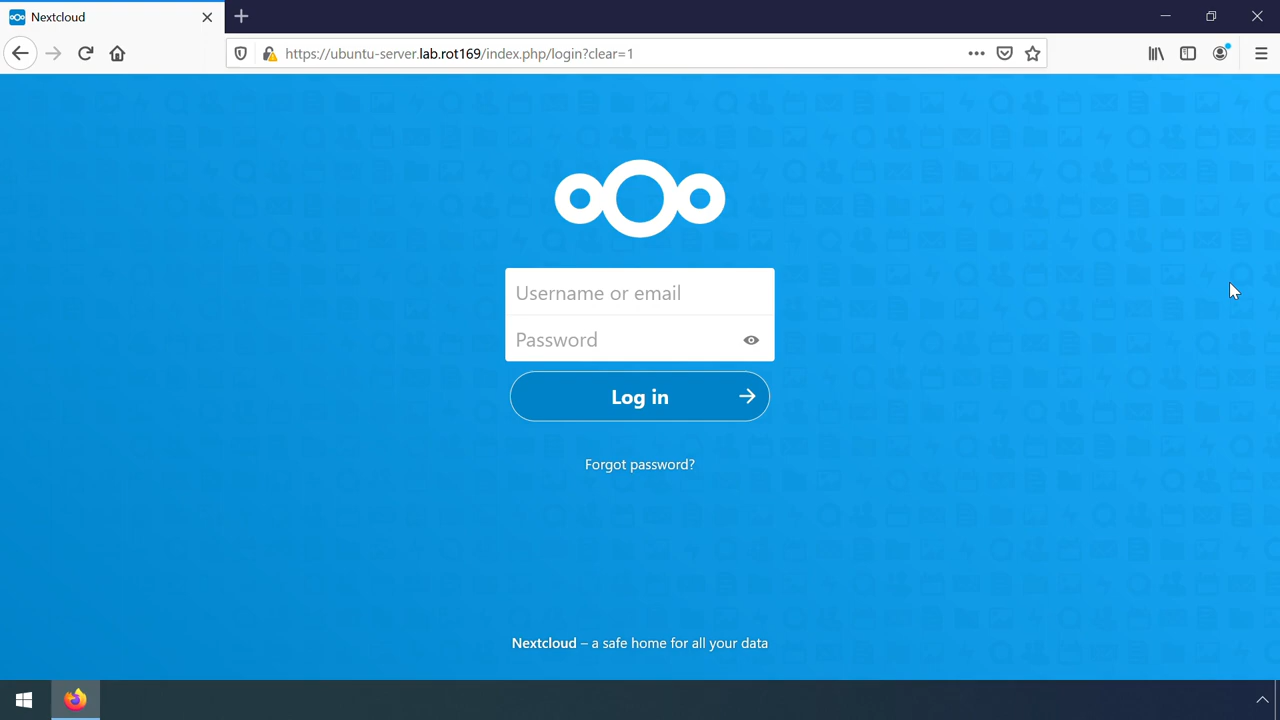 Nextcloud
https://ubuntu-server.lab.rot169/index.php/login?clear=1
Username or email
Password
Log in
Forgot password?
Nextcloud – a safe home for all your data